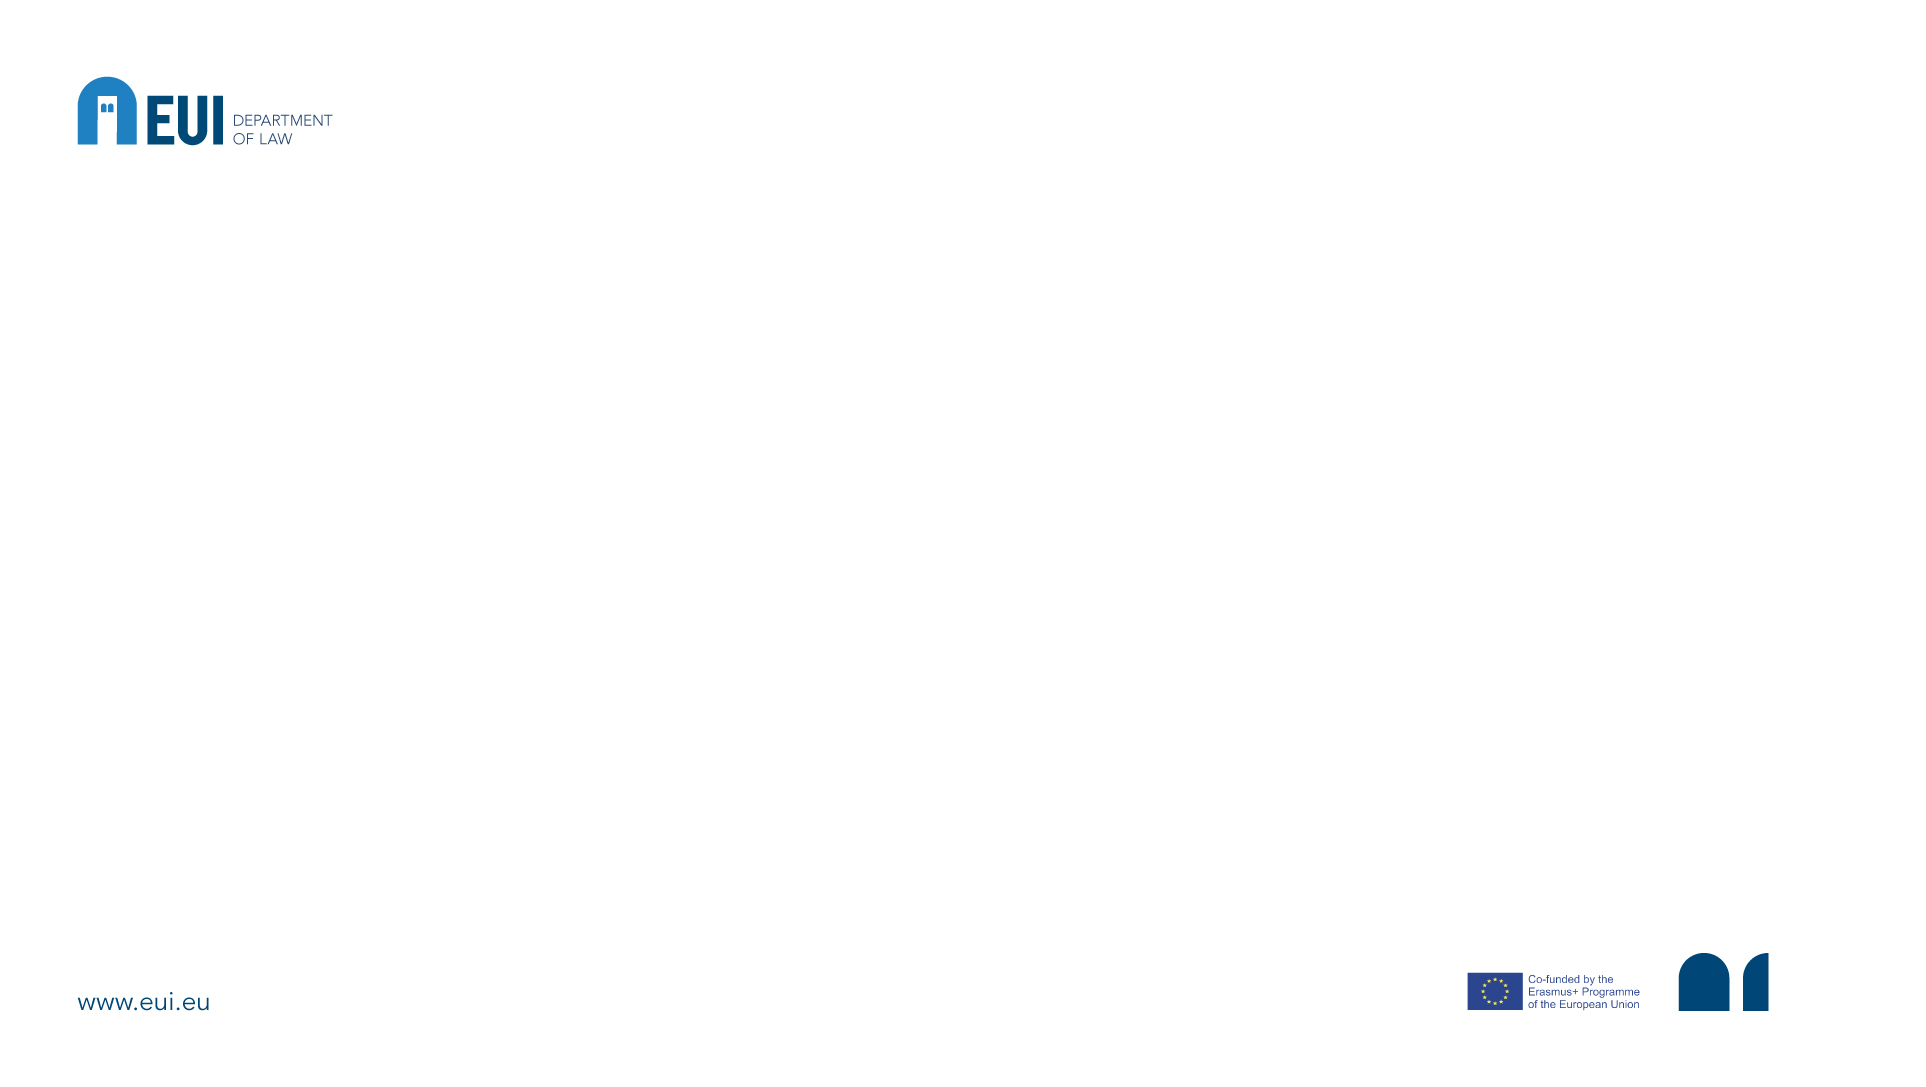 EUI
DEPARTMENT
OF LAW
www.eui.eu
Co-funded by the
Erasmus+ Programme
of the European Union